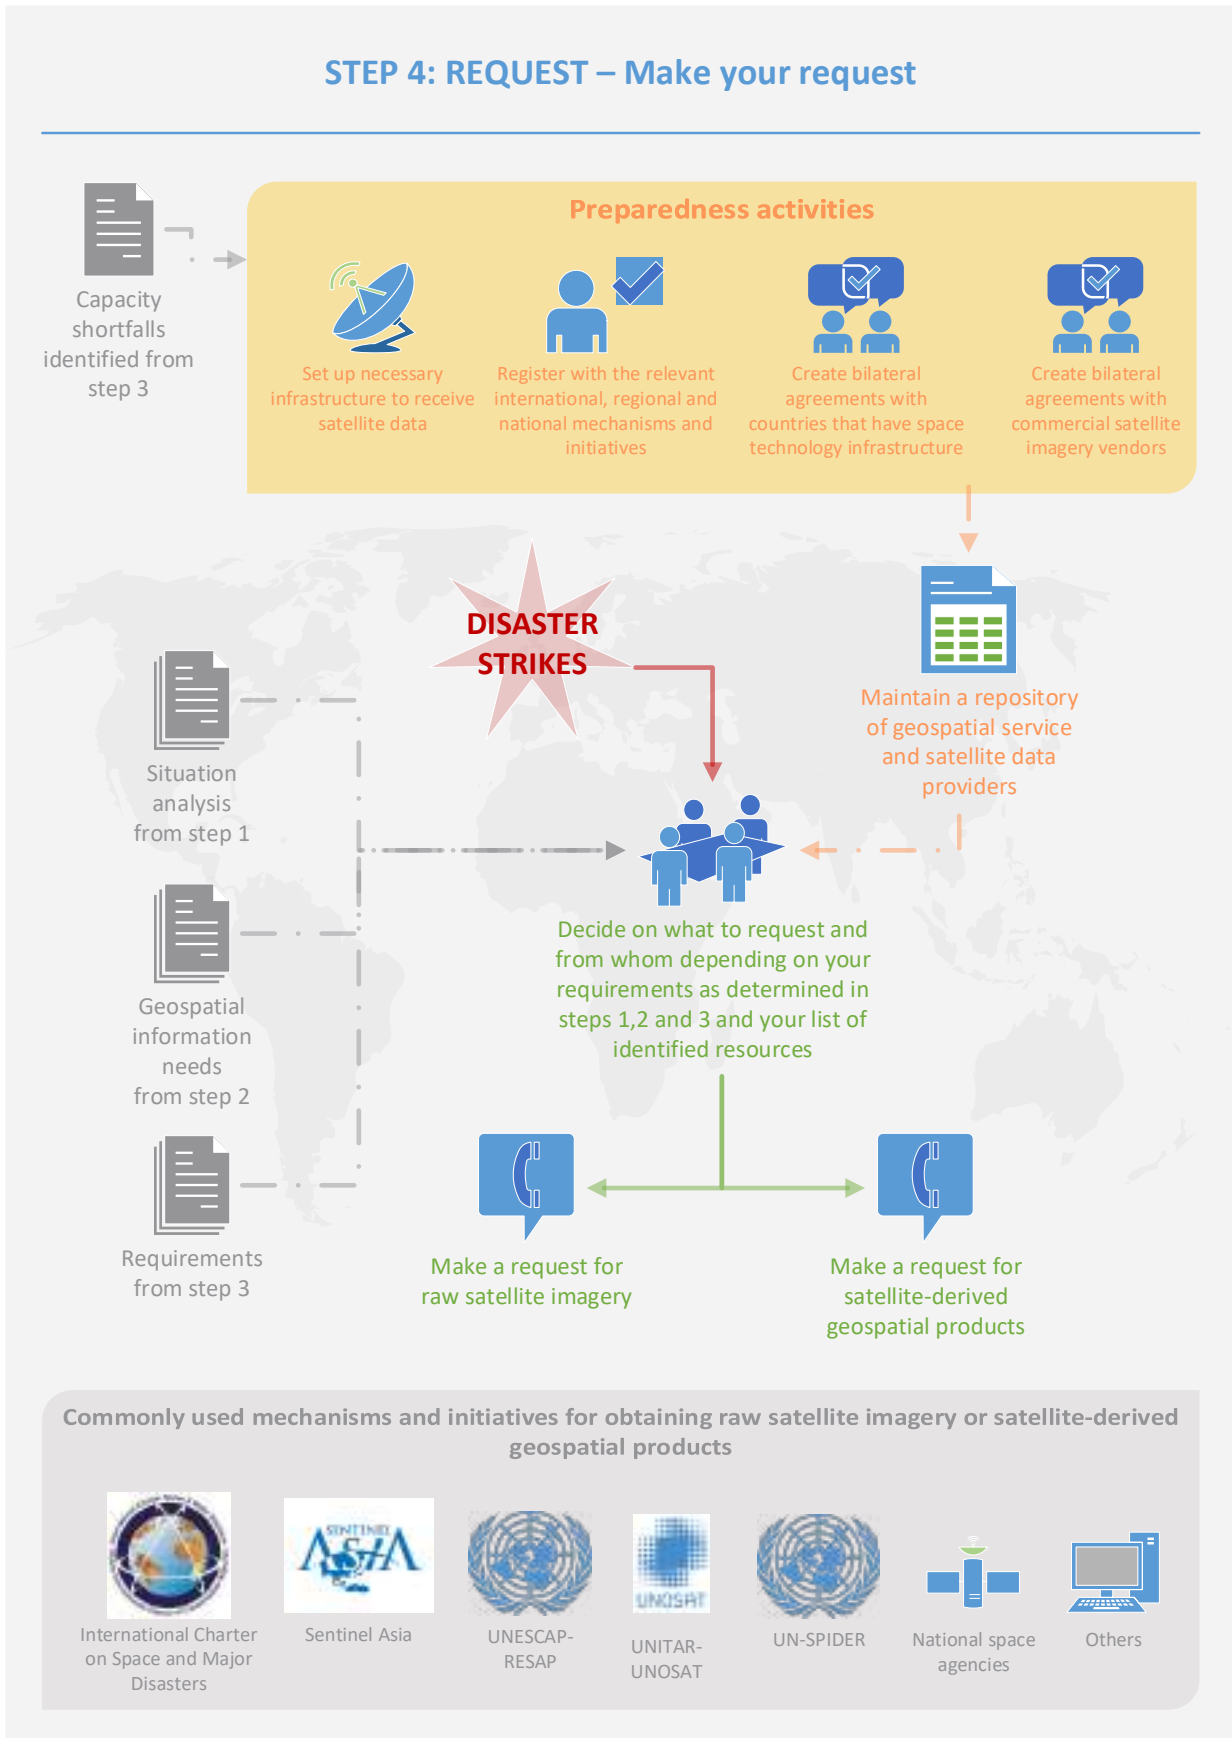 STEP 4: REQUEST – Make your request
Preparedness activities
Capacity
shortfalls
identified from
step 3
Set up necessary
infrastructure to receive
satellite data
Register with the relevant
international, regional and
national mechanisms and
initiatives
Create bilateral
agreements with
countries that have space
technology infrastructure
Create bilateral
agreements with
commercial satellite
imagery vendors
DISASTER
STRIKES
Maintain a repository
of geospatial service
and satellite data
providers
Situation
analysis
from step 1
Geospatial
information
needs
from step 2
Requirements
from step 3
Decide on what to request and
from whom depending on your
requirements as determined in
steps 1,2 and 3 and your list of
identified resources
Make a request for
raw satellite imagery
Make a request for
satellite-derived
geospatial products
Commonly used mechanisms and initiatives for obtaining raw satellite imagery or satellite-derived
geospatial products
SENTINEL
ASIA
UNOSAT
International Charter
on Space and Major
Disasters
Sentinel Asia
UNESCAP-
RESAP
UNITAR-
UNOSAT
UN-SPIDER
National space
agencies
Others